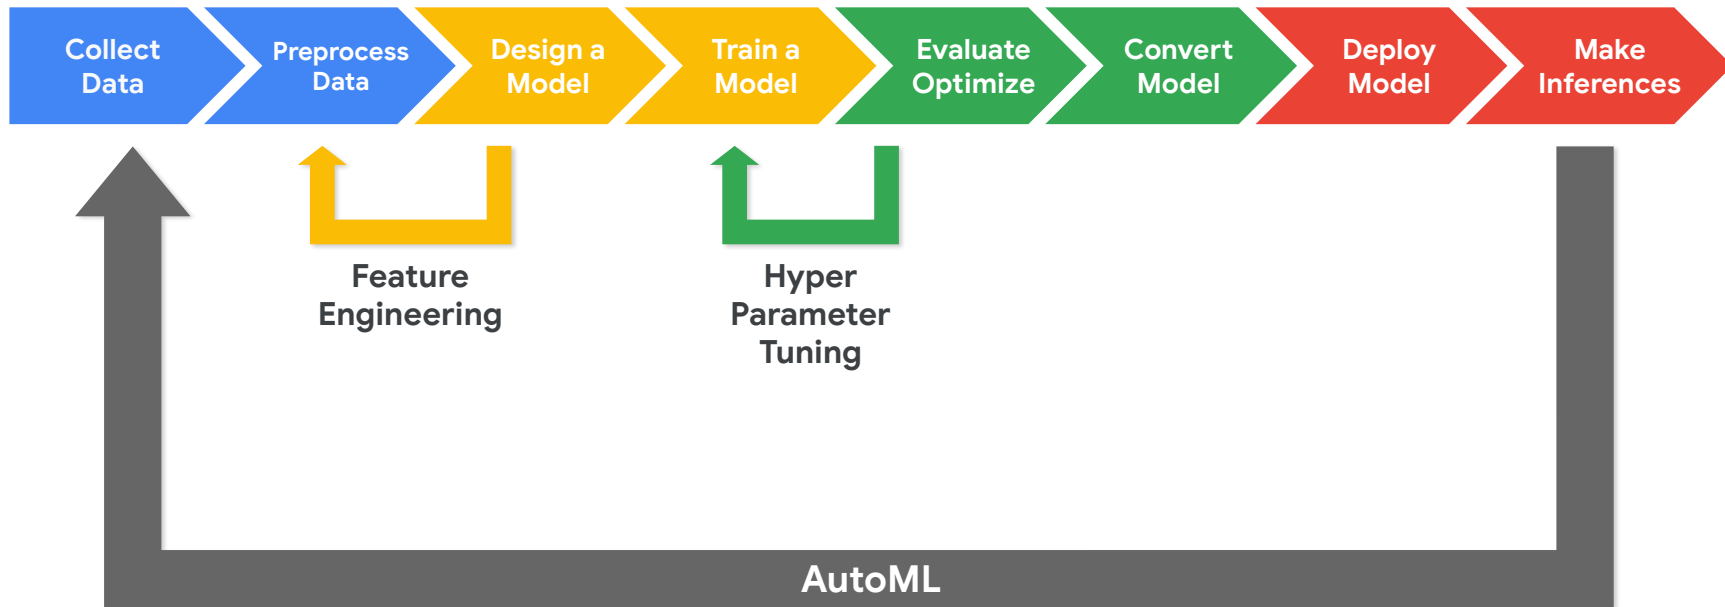 Collect
Data
Preprocess
Data
Design a
Model
Train a
Model
Evaluate
Optimize
Convert
Model
Deploy
Model
Make
Inferences
Feature
Engineering
Hyper
Parameter
Tuning
AutoML